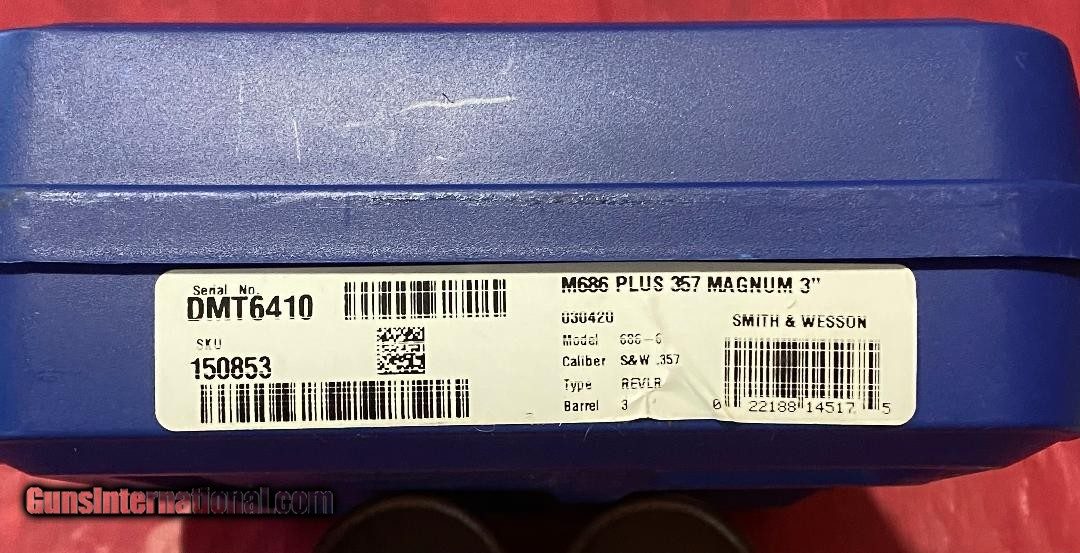 Serial No.
DMT6410
SKU
150853
M686 PLUS 357 MAGNUM 3"
030420
Model 686-6
Caliber S&W .357
Type REVLR
Barrel 3
SMITH & WESSON
0 22188 14517 5
GunsInternational.com